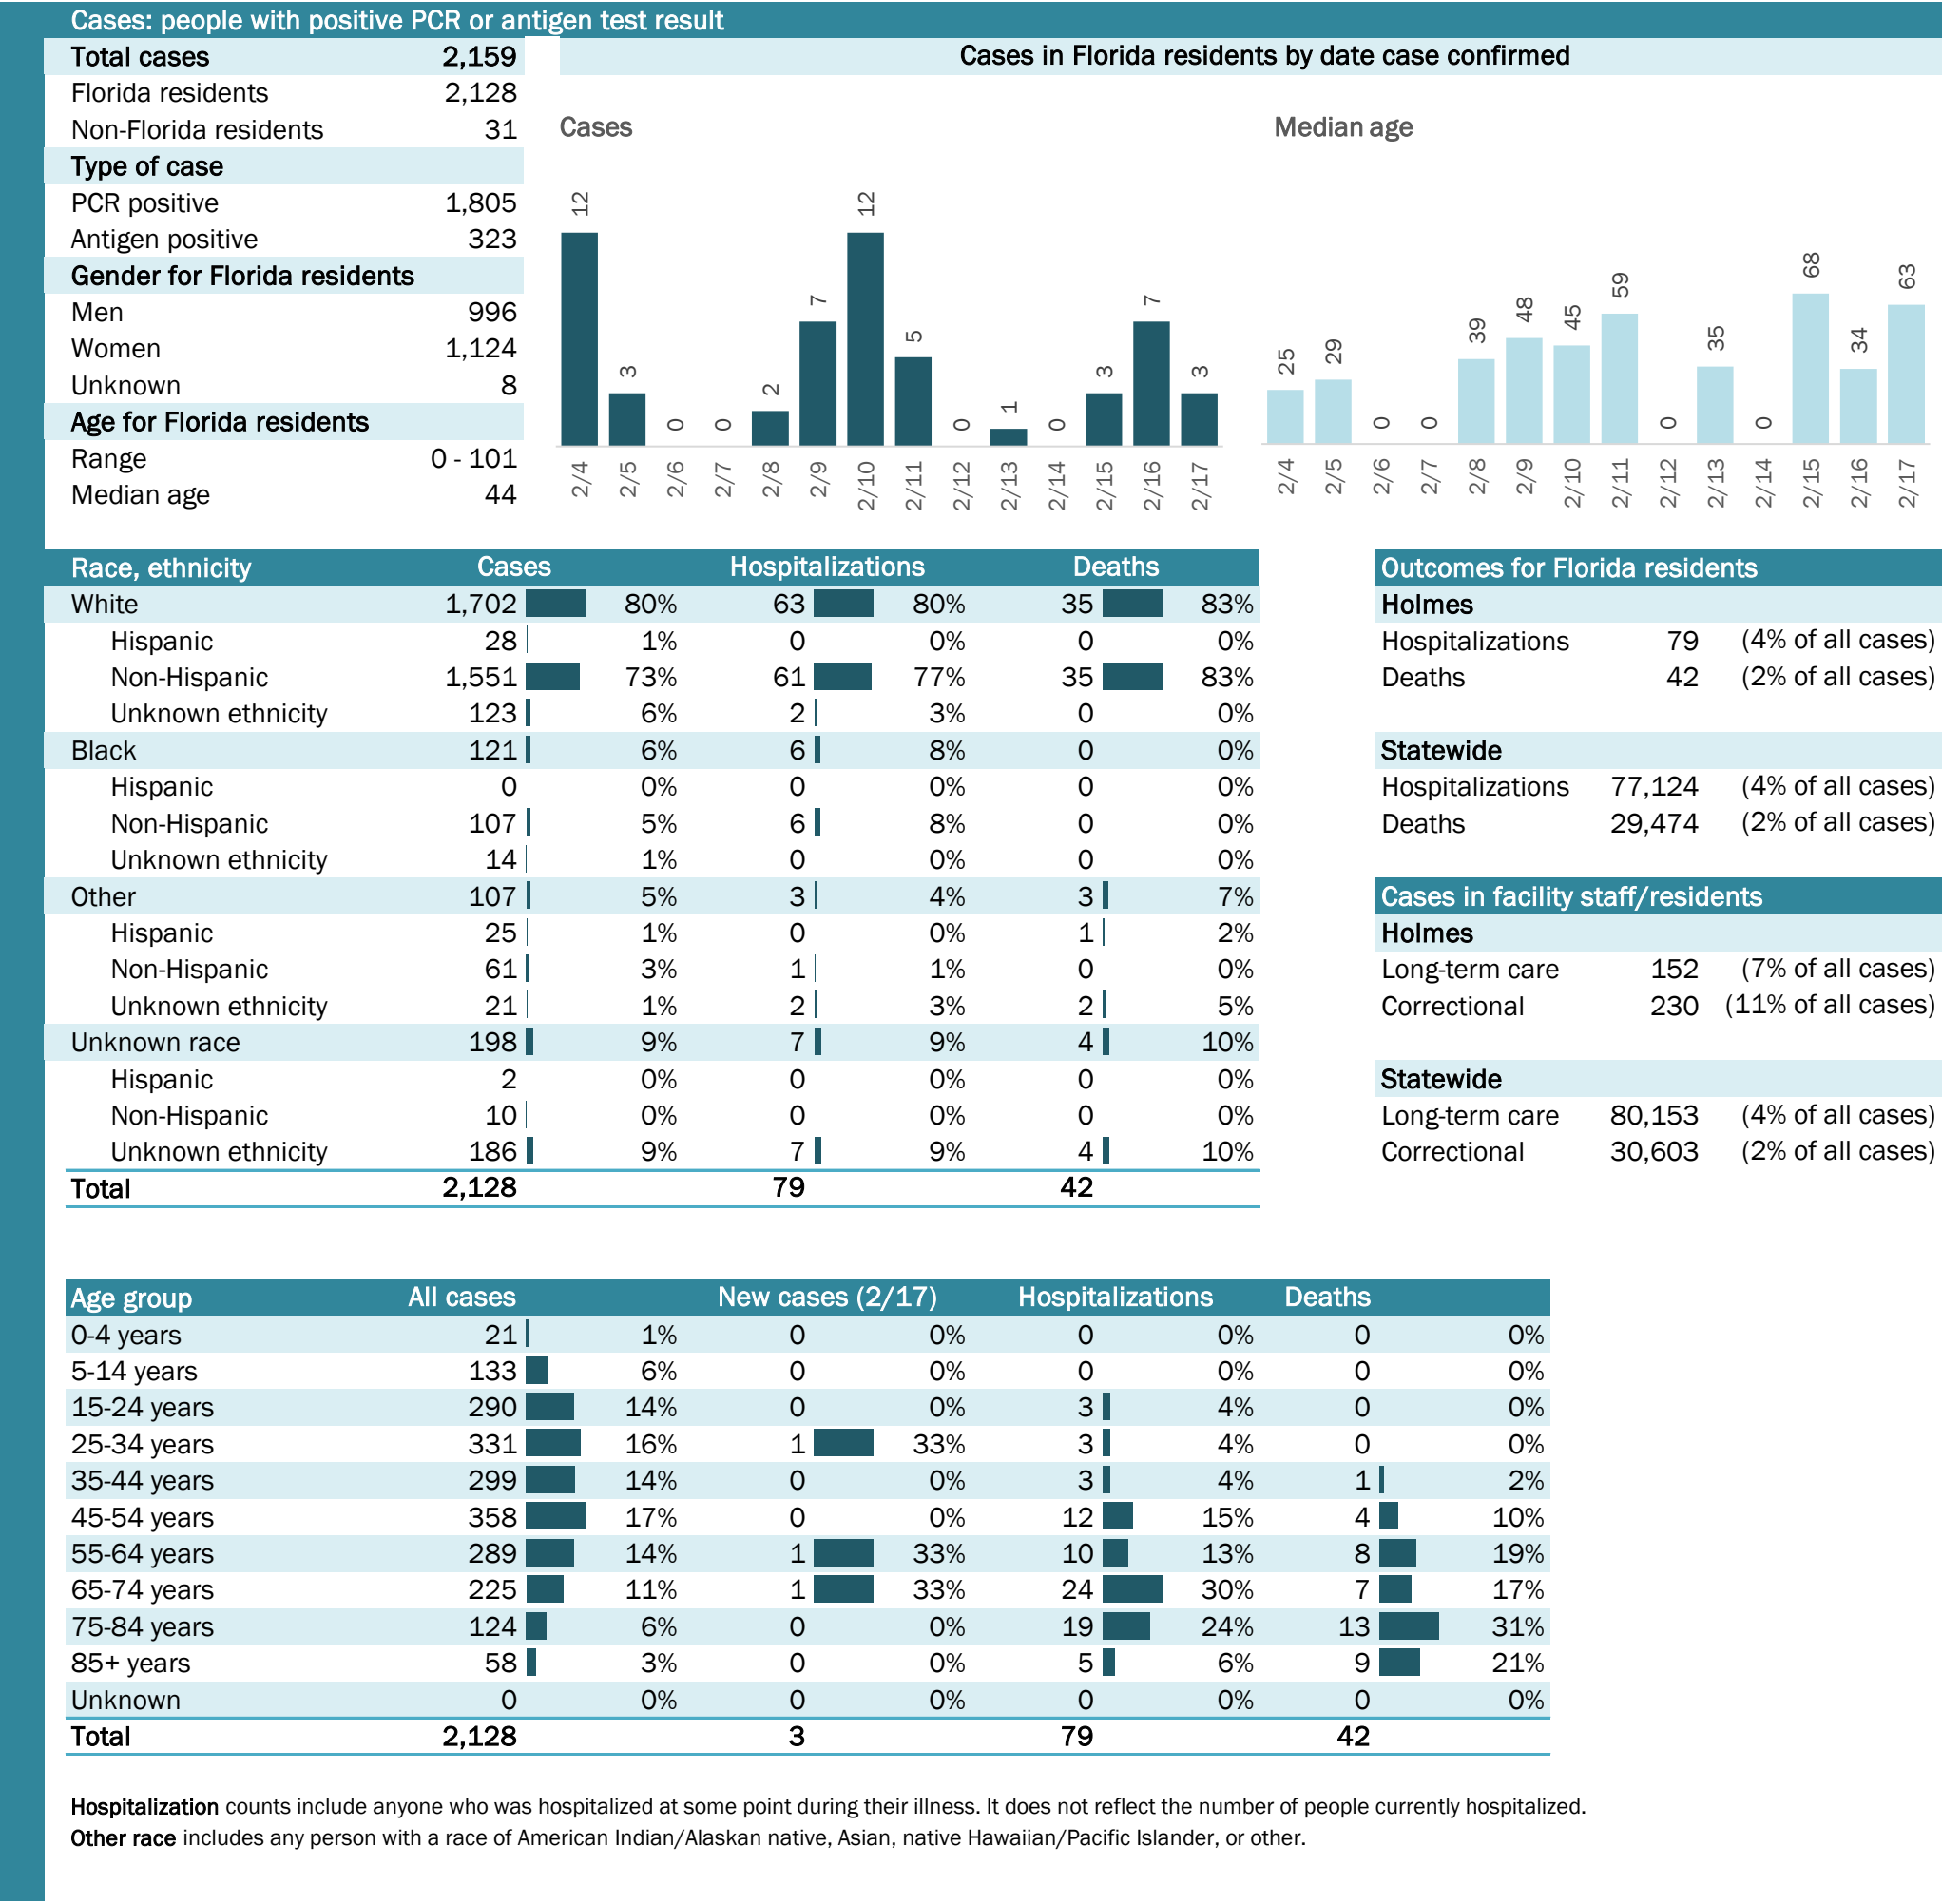 Cases: people with positive PCR or antigen test result
Total cases 2,159
Florida residents 2,128
Non-Florida residents 31
Type of case
PCR positive 1,805
Antigen positive 323
Gender for Florida residents
Men 996
Women 1,124
Unknown 8
Age for Florida residents
Range 0 - 101
Median age 44
Cases in Florida residents by date case confirmed
Cases
12 3 0 0 2 7 12 5 0 1 0 3 7 3
2/4 2/5 2/6 2/7 2/8 2/9 2/10 2/11 2/12 2/13 2/14 2/15 2/16 2/17
Median age
25 29 0 0 39 48 45 59 0 35 0 68 34 63
2/4 2/5 2/6 2/7 2/8 2/9 2/10 2/11 2/12 2/13 2/14 2/15 2/16 2/17
Race, ethnicity Cases Hospitalizations Deaths
White 1,702 80% 63 80% 35 83%
Hispanic 28 1% 0 0% 0 0%
Non-Hispanic 1,551 73% 61 77% 35 83%
Unknown ethnicity 123 6% 2 3% 0 0%
Black 121 6% 6 8% 0 0%
Hispanic 0 0% 0 0% 0 0%
Non-Hispanic 107 5% 6 8% 0 0%
Unknown ethnicity 14 1% 0 0% 0 0%
Other 107 5% 3 4% 3 7%
Hispanic 25 1% 0 0% 1 2%
Non-Hispanic 61 3% 1 1% 0 0%
Unknown ethnicity 21 1% 2 3% 2 5%
Unknown race 198 9% 7 9% 4 10%
Hispanic 2 0% 0 0% 0 0%
Non-Hispanic 10 0% 0 0% 0 0%
Unknown ethnicity 186 9% 7 9% 4 10%
Total 2,128 79 42
Outcomes for Florida residents
Holmes
Hospitalizations 79 (4% of all cases)
Deaths 42 (2% of all cases)
Statewide
Hospitalizations 77,124 (4% of all cases)
Deaths 29,474 (2% of all cases)
Cases in facility staff/residents
Holmes
Long-term care 152 (7% of all cases)
Correctional 230 (11% of all cases)
Statewide
Long-term care 80,153 (4% of all cases)
Correctional 30,603 (2% of all cases)
Age group All cases New cases (2/17) Hospitalizations Deaths
0-4 years 21 1% 0 0% 0 0% 0 0%
5-14 years 133 6% 0 0% 0 0% 0 0%
15-24 years 290 14% 0 0% 3 4% 0 0%
25-34 years 331 16% 1 33% 3 4% 0 0%
35-44 years 299 14% 0 0% 3 4% 1 2%
45-54 years 358 17% 0 0% 12 15% 4 10%
55-64 years 289 14% 1 33% 10 13% 8 19%
65-74 years 225 11% 1 33% 24 30% 7 17%
75-84 years 124 6% 0 0% 19 24% 13 31%
85+ years 58 3% 0 0% 5 6% 9 21%
Unknown 0 0% 0 0% 0 0% 0 0%
Total 2,128 3 79 42
Hospitalization counts include anyone who was hospitalized at some point during their illness. It does not reflect the number of people currently hospitalized.
Other race includes any person with a race of American Indian/Alaskan native, Asian, native Hawaiian/Pacific Islander, or other.